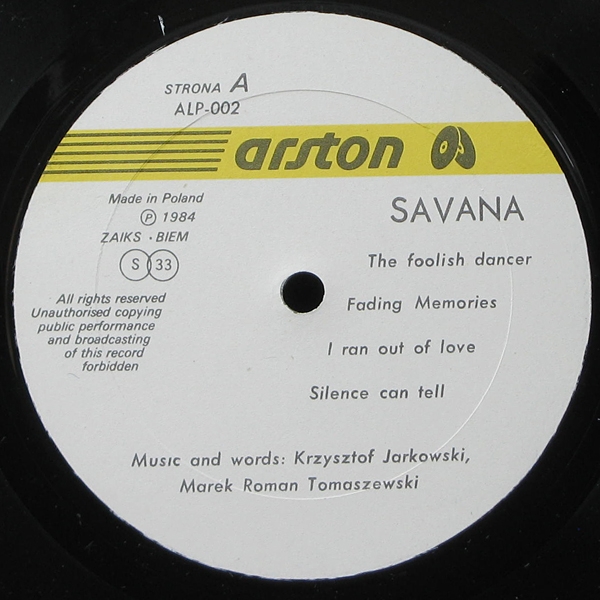 STRONA A
ALP-002
arston
Made in Poland
Ⓟ 1984
ZAIKS · BIEM
S 33
All rights reserved
Unauthorised copying
public performance
and broadcasting
of this record
forbidden
SAVANA
The foolish dancer
Fading Memories
I ran out of love
Silence can tell
Music and words: Krzysztof Jarkowski,
Marek Roman Tomaszewski